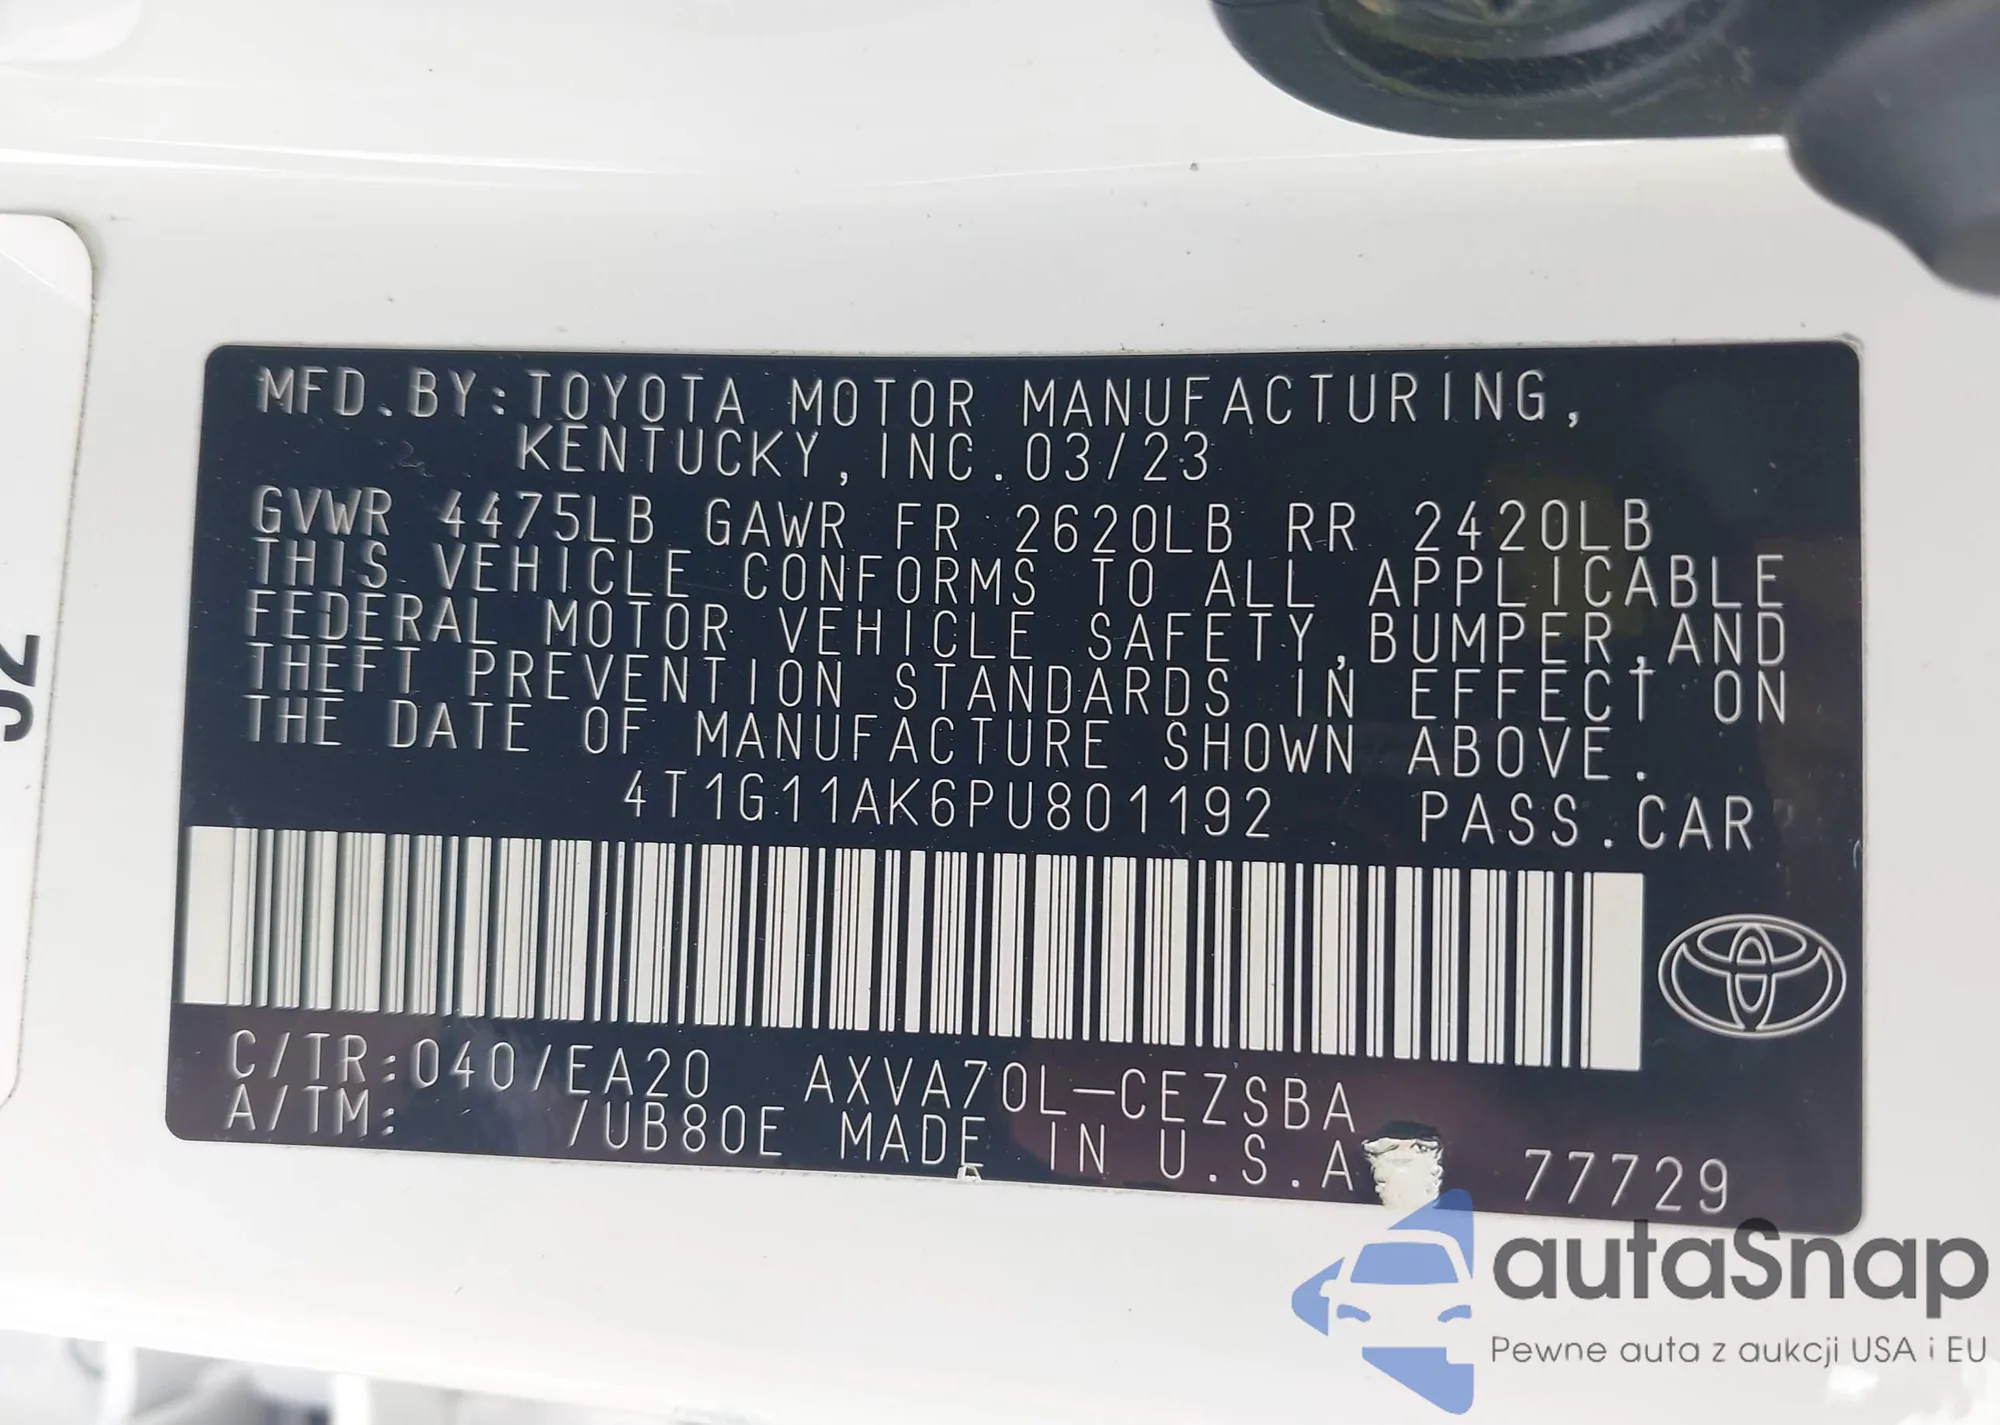 MFD.BY:TOYOTA MOTOR MANUFACTURING,
KENTUCKY, INC.03/23
GVWR 4475LB GAWR FR 2620LB RR 2420LB
THIS VEHICLE CONFORMS TO ALL APPLICABLE
FEDERAL MOTOR VEHICLE SAFETY,BUMPER,AND
THEFT PREVENTION STANDARDS IN EFFECT ON
THE DATE OF MANUFACTURE SHOWN ABOVE.
4T1G11AK6PU801192 PASS.CAR
C/TR:040/EA20 AXVA70L-CEZSBA
A/TM: /UB80E MADE IN U.S.A 77729
autaSnap
Pewne auta z aukcji USA i EU